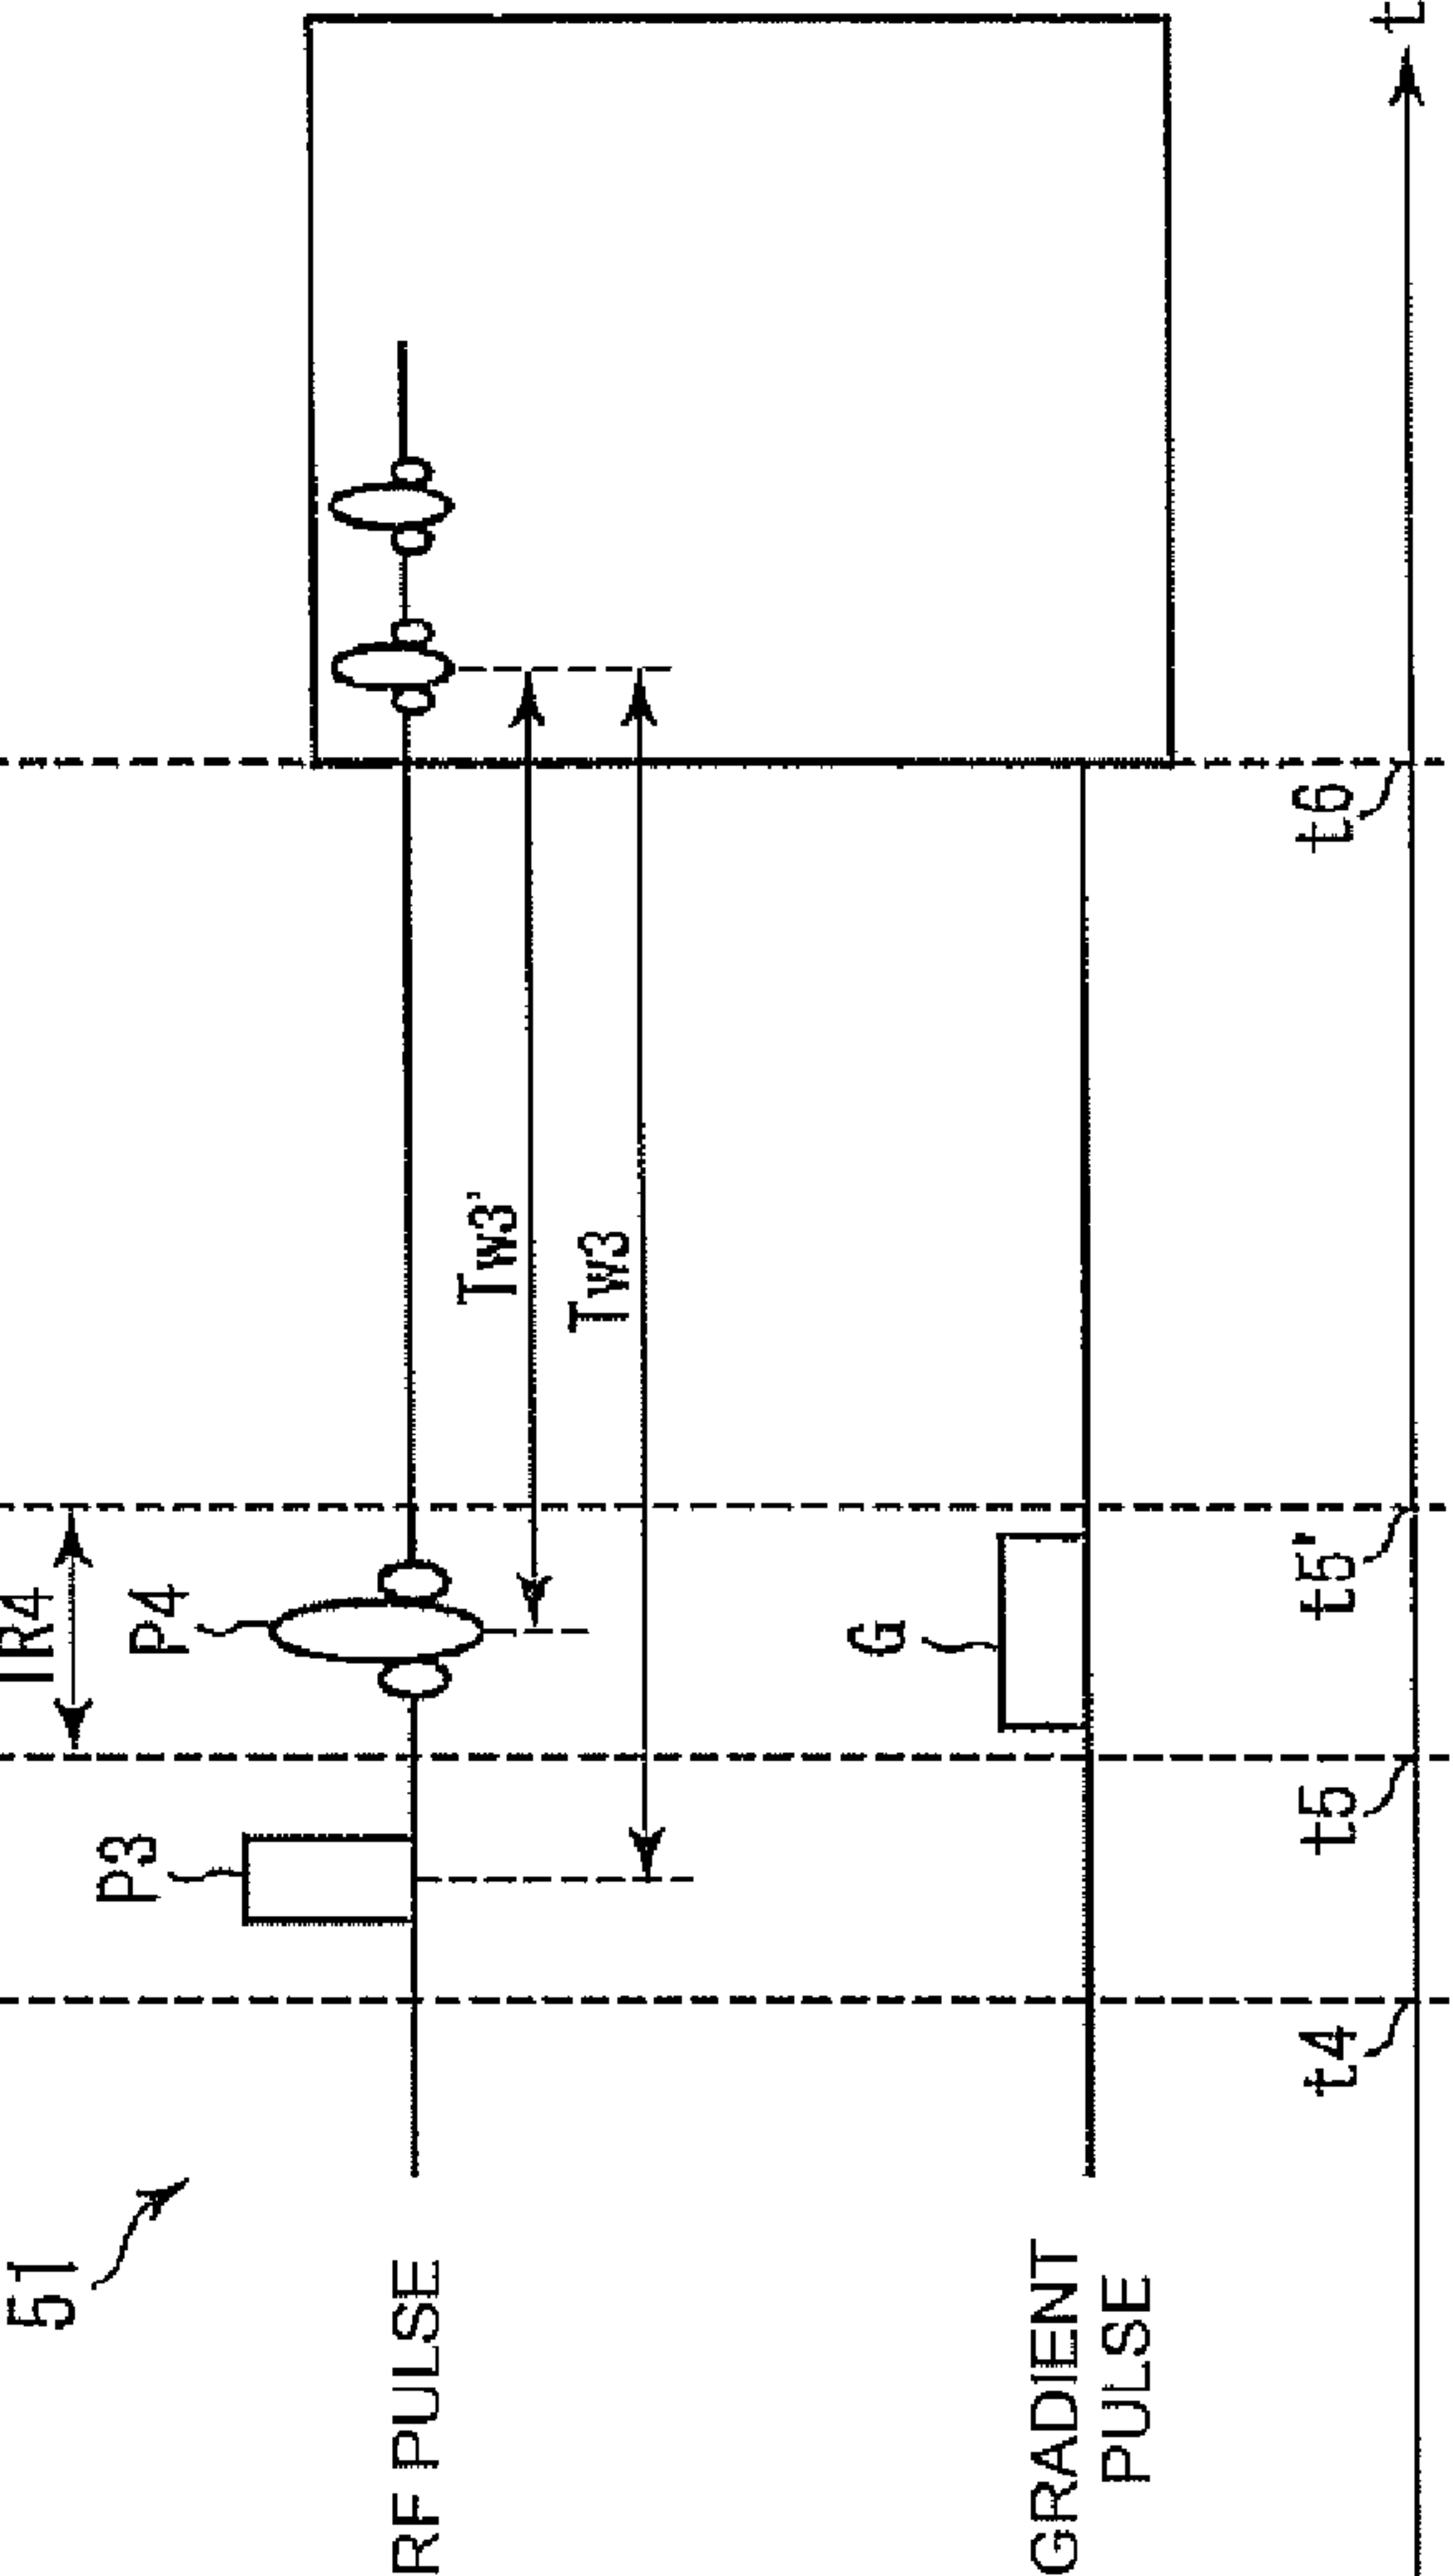 51
IR4
P3
P4
RF PULSE
Tw3'
Tw3
G
GRADIENT
PULSE
t4
t5
t5'
t6
t